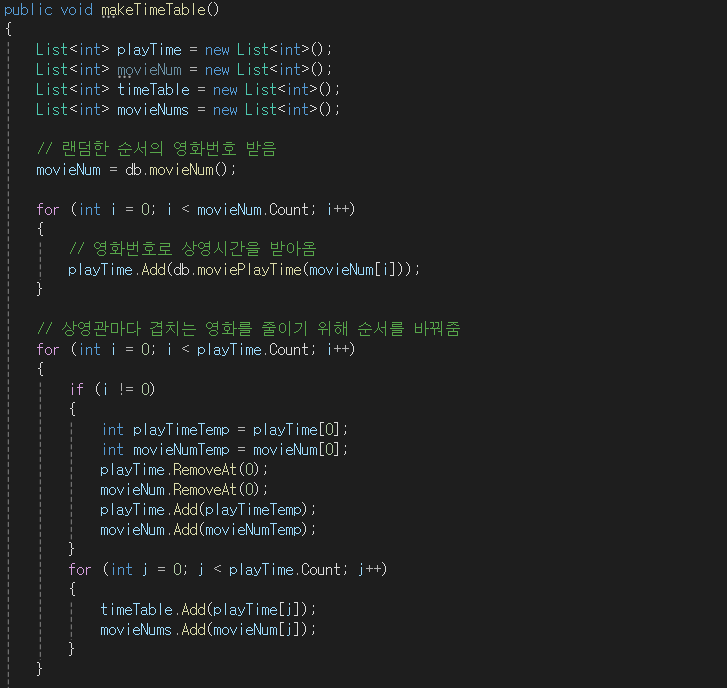 public void makeTimeTable()
{
List<int> playTime = new List<int>();
List<int> movieNum = new List<int>();
List<int> timeTable = new List<int>();
List<int> movieNums = new List<int>();
// 랜덤한 순서의 영화번호 받음
movieNum = db.movieNum();
for (int i = 0; i < movieNum.Count; i++)
{
// 영화번호로 상영시간을 받아옴
playTime.Add(db.moviePlayTime(movieNum[i]));
}
// 상영관마다 겹치는 영화를 줄이기 위해 순서를 바꿔줌
for (int i = 0; i < playTime.Count; i++)
{
if (i != 0)
{
int playTimeTemp = playTime[0];
int movieNumTemp = movieNum[0];
playTime.RemoveAt(0);
movieNum.RemoveAt(0);
playTime.Add(playTimeTemp);
movieNum.Add(movieNumTemp);
}
for (int j = 0; j < playTime.Count; j++)
{
timeTable.Add(playTime[j]);
movieNums.Add(movieNum[j]);
}
}